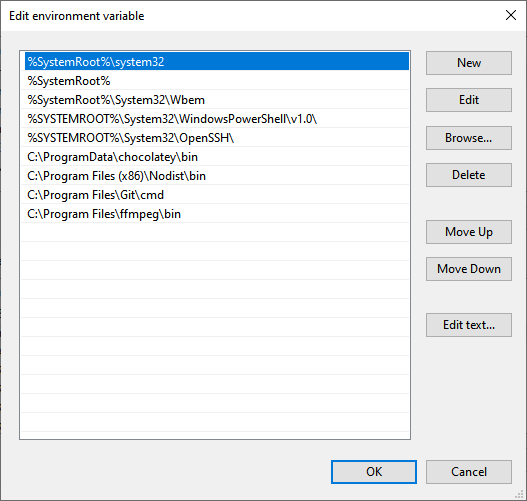 Edit environment variable
%SystemRoot%\system32
%SystemRoot%
%SystemRoot%\System32\Wbem
%SYSTEMROOT%\System32\WindowsPowerShell\v1.0\
%SYSTEMROOT%\System32\OpenSSH\
C:\ProgramData\chocolatey\bin
C:\Program Files (x86)\Nodist\bin
C:\Program Files\Git\cmd
C:\Program Files\ffmpeg\bin
New
Edit
Browse...
Delete
Move Up
Move Down
Edit text...
OK
Cancel